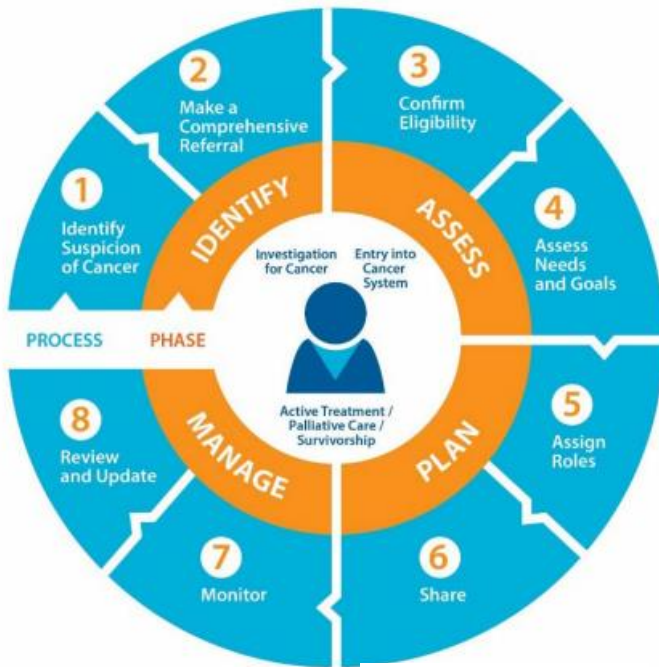 1
Identify
Suspicion
of Cancer
2
Make a
Comprehensive
Referral
3
Confirm
Eligibility
4
Assess
Needs
and Goals
5
Assign
Roles
6
Share
7
Monitor
8
Review
and Update
PROCESS
PHASE
IDENTIFY
ASSESS
PLAN
MANAGE
Investigation
for Cancer
Entry into
Cancer
System
Active Treatment /
Palliative Care /
Survivorship